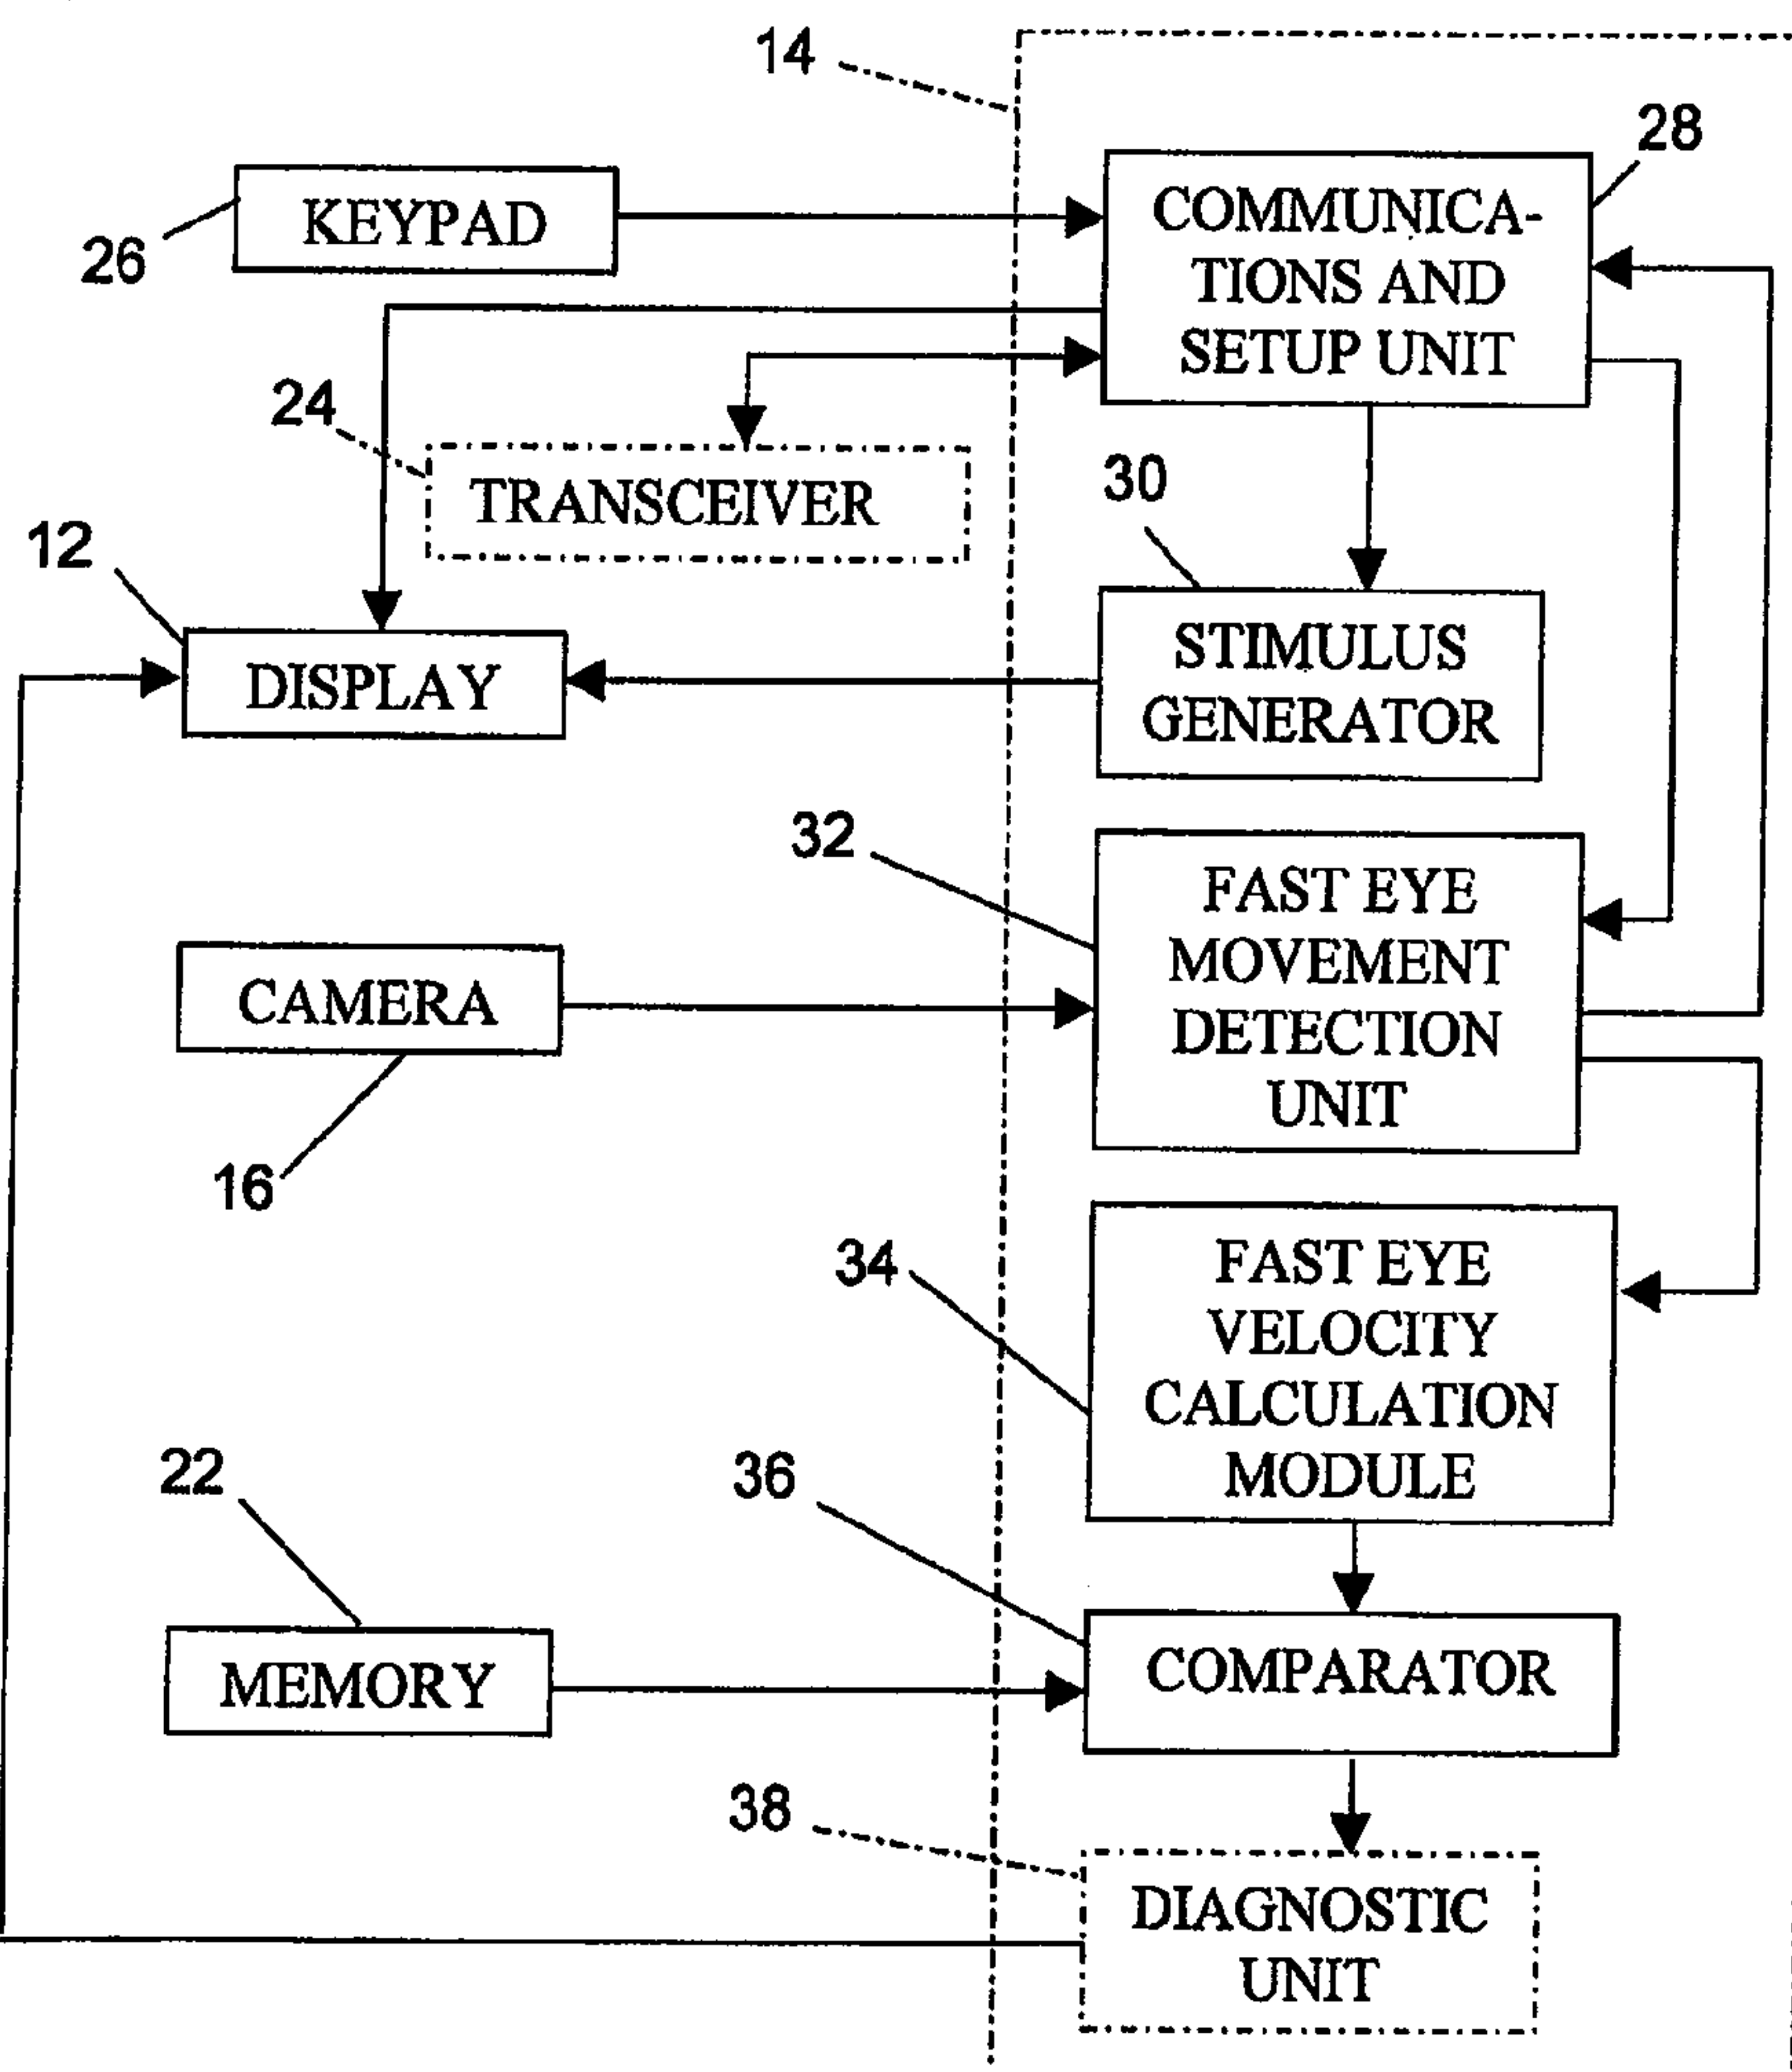 14
28
KEYPAD
26
COMMUNICA-
TIONS AND
SETUP UNIT
24
TRANSCEIVER
30
12
DISPLAY
STIMULUS
GENERATOR
32
FAST EYE
MOVEMENT
DETECTION
UNIT
CAMERA
16
34
FAST EYE
VELOCITY
CALCULATION
MODULE
22
36
MEMORY
COMPARATOR
38
DIAGNOSTIC
UNIT